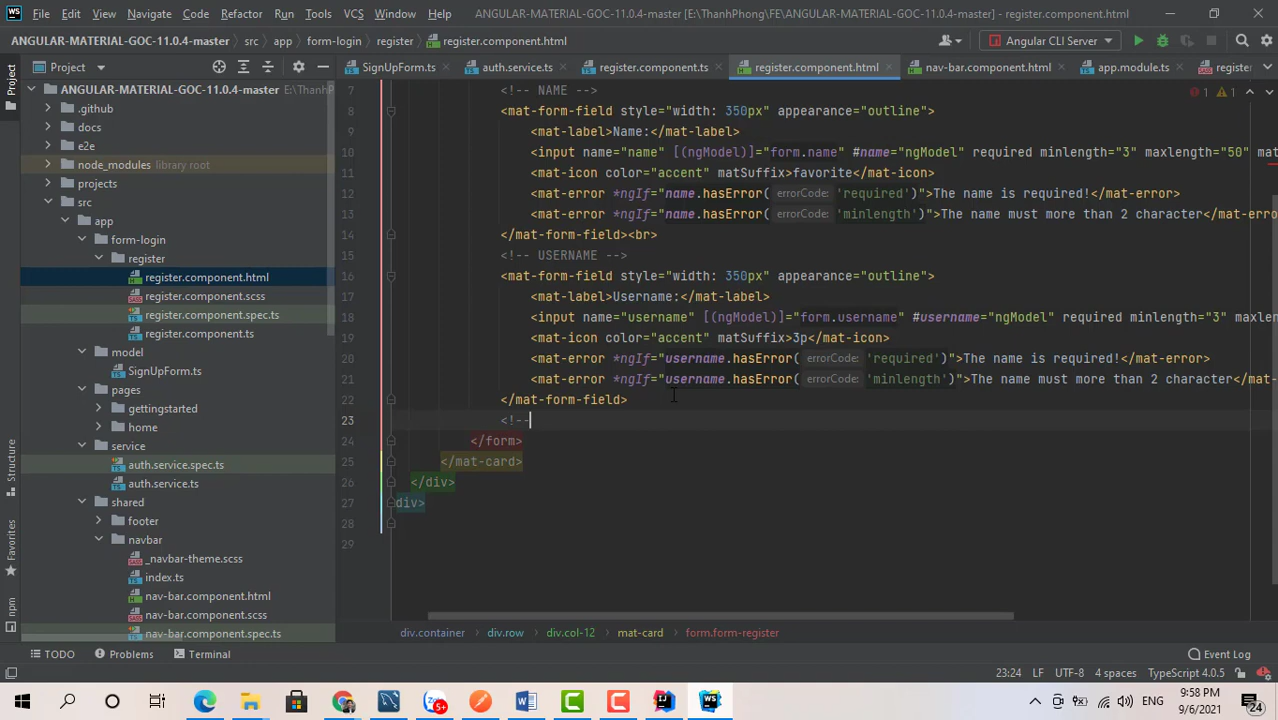 WS File Edit View Navigate Code Refactor Run Tools VCS Window Help ANGULAR-MATERIAL-GOC-11.0.4-master [E:\ThanhPhong\FE\ANGULAR-MATERIAL-GOC-11.0.4-master] - register.component.html
ANGULAR-MATERIAL-GOC-11.0.4-master src app form-login register register.component.html Angular CLI Server
Project SignUpForm.ts auth.service.ts register.component.ts register.component.html nav-bar.component.html app.module.ts register
Project
Structure
Favorites
npm
ANGULAR-MATERIAL-GOC-11.0.4-master E:\ThanhP
.github
docs
e2e
node_modules library root
projects
src
app
form-login
register
register.component.html
register.component.scss
register.component.spec.ts
register.component.ts
model
SignUpForm.ts
pages
gettingstarted
home
service
auth.service.spec.ts
auth.service.ts
shared
footer
navbar
_navbar-theme.scss
index.ts
nav-bar.component.html
nav-bar.component.scss
nav-bar.component.spec.ts
1 1
7 <!-- NAME -->
8 <mat-form-field style="width: 350px" appearance="outline">
9 <mat-label>Name:</mat-label>
10 <input name="name" [(ngModel)]="form.name" #name="ngModel" required minlength="3" maxlength="50" mat
11 <mat-icon color="accent" matSuffix>favorite</mat-icon>
12 <mat-error *ngIf="name.hasError( errorCode: 'required')">The name is required!</mat-error>
13 <mat-error *ngIf="name.hasError( errorCode: 'minlength')">The name must more than 2 character</mat-error
14 </mat-form-field><br>
15 <!-- USERNAME -->
16 <mat-form-field style="width: 350px" appearance="outline">
17 <mat-label>Username:</mat-label>
18 <input name="username" [(ngModel)]="form.username" #username="ngModel" required minlength="3" maxlen
19 <mat-icon color="accent" matSuffix>3p</mat-icon>
20 <mat-error *ngIf="username.hasError( errorCode: 'required')">The name is required!</mat-error>
21 <mat-error *ngIf="username.hasError( errorCode: 'minlength')">The name must more than 2 character</mat-
22 </mat-form-field>
23 <!--
24 </form>
25 </mat-card>
26 </div>
27 div>
28
29
div.container div.row div.col-12 mat-card form.form-register
TODO Problems Terminal Event Log
23:24 LF UTF-8 4 spaces TypeScript 4.0.5
9:58 PM
9/6/2021
24